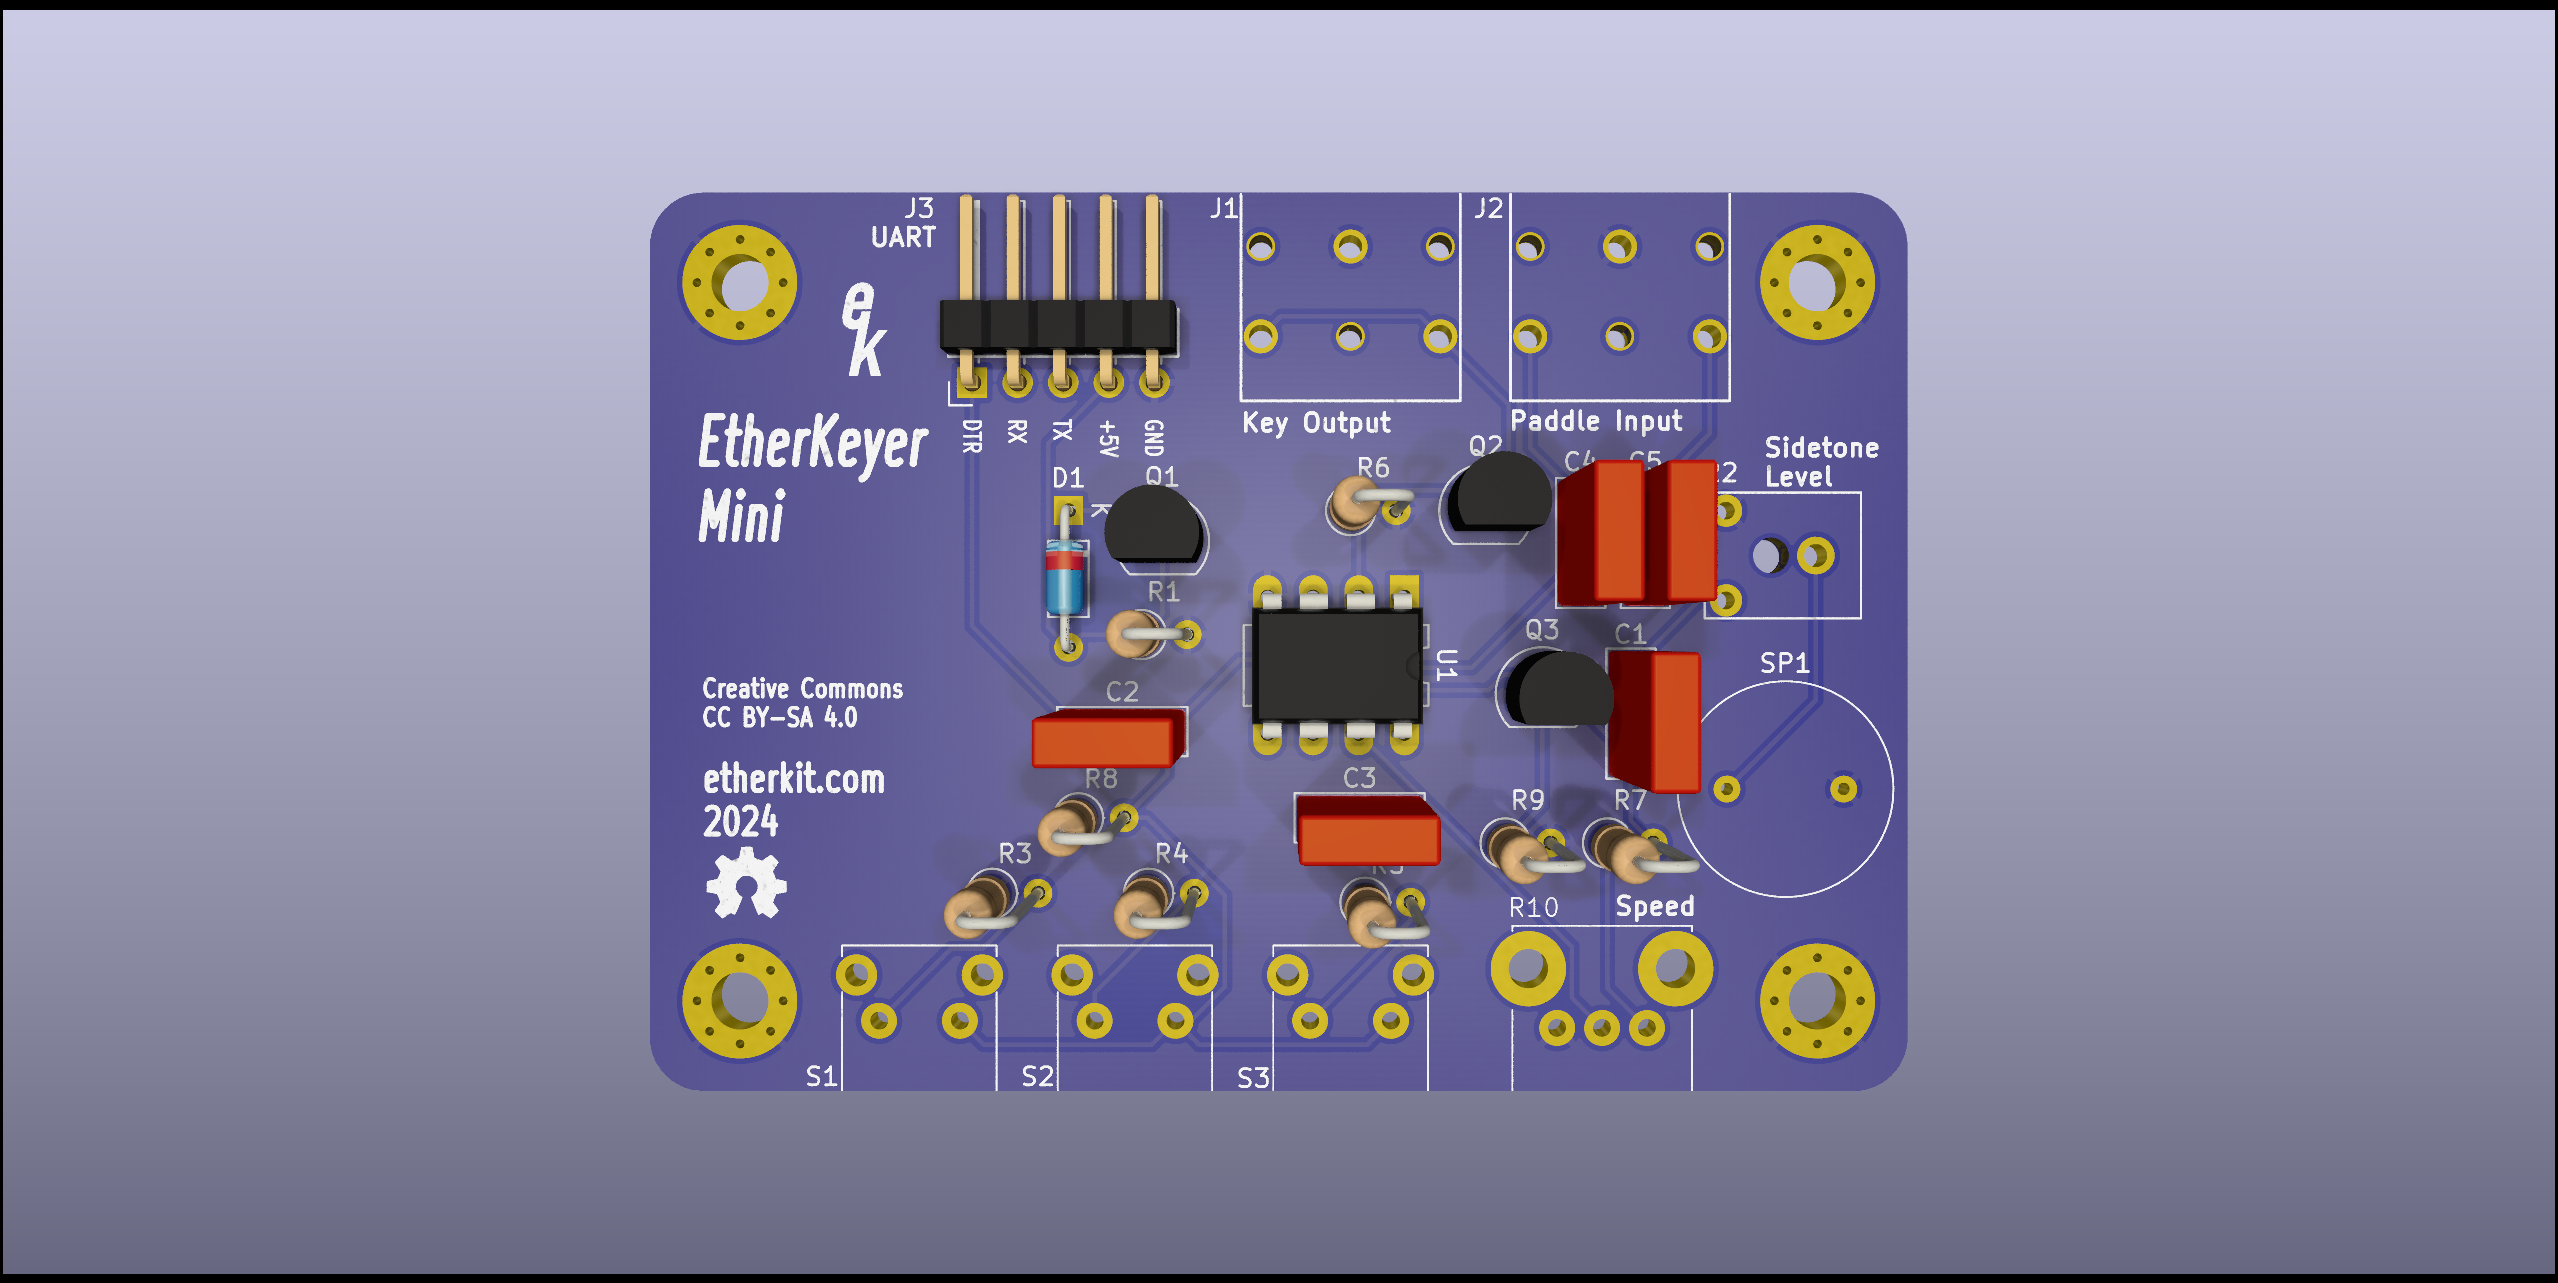 J3
UART
J1
J2
ek
DTR
RX
TX
+5V
GND
Key Output
Paddle Input
EtherKeyer
Mini
Sidetone
Level
D1
K
Q1
R6
Q2
C4
C5
R1
U1
Q3
C1
SP1
C2
Creative Commons
CC BY-SA 4.0
etherkit.com
2024
R8
C3
R9
R7
R3
R4
R10
Speed
S1
S2
S3